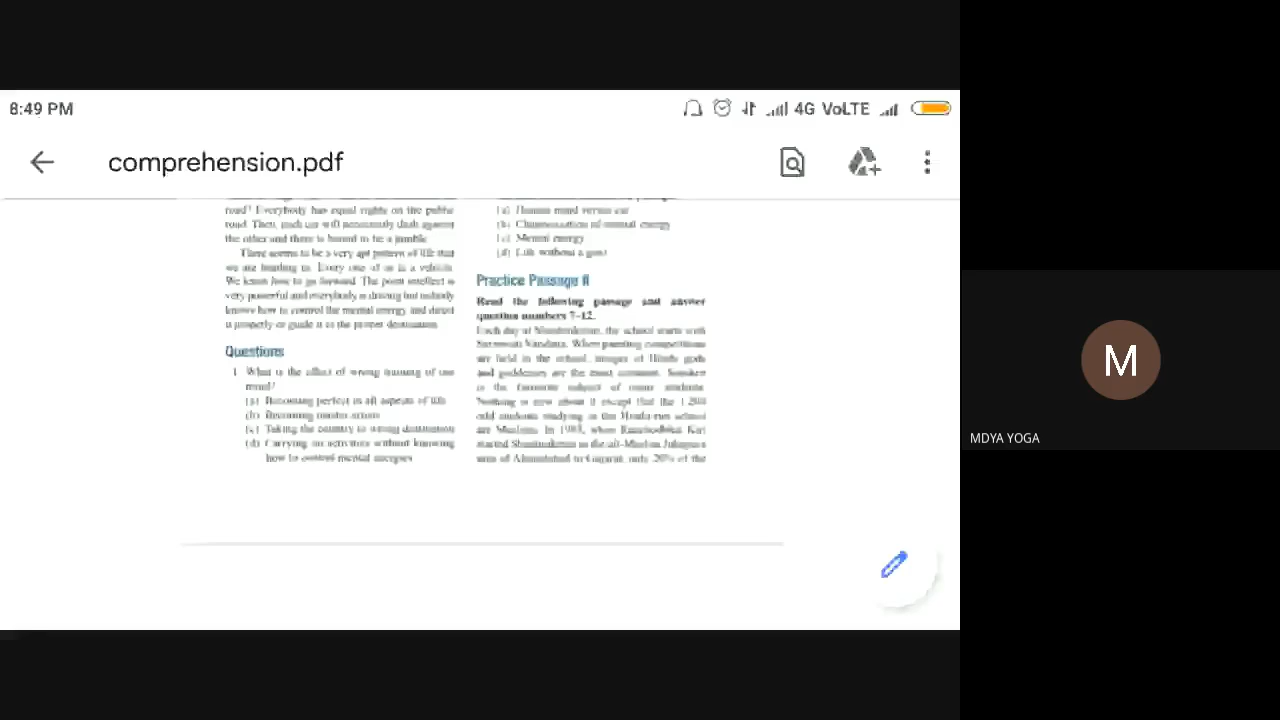 8:49 PM
4G VoLTE
comprehension.pdf
road? Everybody has equal rights on the public
road. Then, each car will necessarily dash against
the other and there is bound to be a jumble.
There seems to be a very apt pattern of life that
we are heading to. Every one of us is a vehicle.
We know how to go forward. The point intellect is
very powerful and everybody is driving but nobody
knows how to control the mental energy and direct
it properly or guide it to the proper destination.
Questions
1. What is the effect of wrong training of our
mind?
(a) Becoming perfect in all aspects of life
(b) Becoming
(c) Taking the country to wrong destination
(d) Carrying on activities without knowing
how to control mental energies
(a) Human mind versus car
(b) Channelisation of mental energy
(c) Mental energy
(d) Life without a goal
Practice Passage
Read the following passage and answer
question numbers 7–12.
Each day at Shantiniketan, the school starts with
Saraswati Vandana. When painting competitions
are held in the school, images of Hindu gods
and goddesses are the most common. Sanskrit
is the favourite subject of many students.
Nothing is new about it except that the 1,200
odd students studying in the Hindu-run school
are Muslims. In 1983, when Ranchodbhai Kiri
started Shantiniketan in the all-Muslim Juhapura
area of Ahmedabad in Gujarat, only 20% of the
M
MDYA YOGA